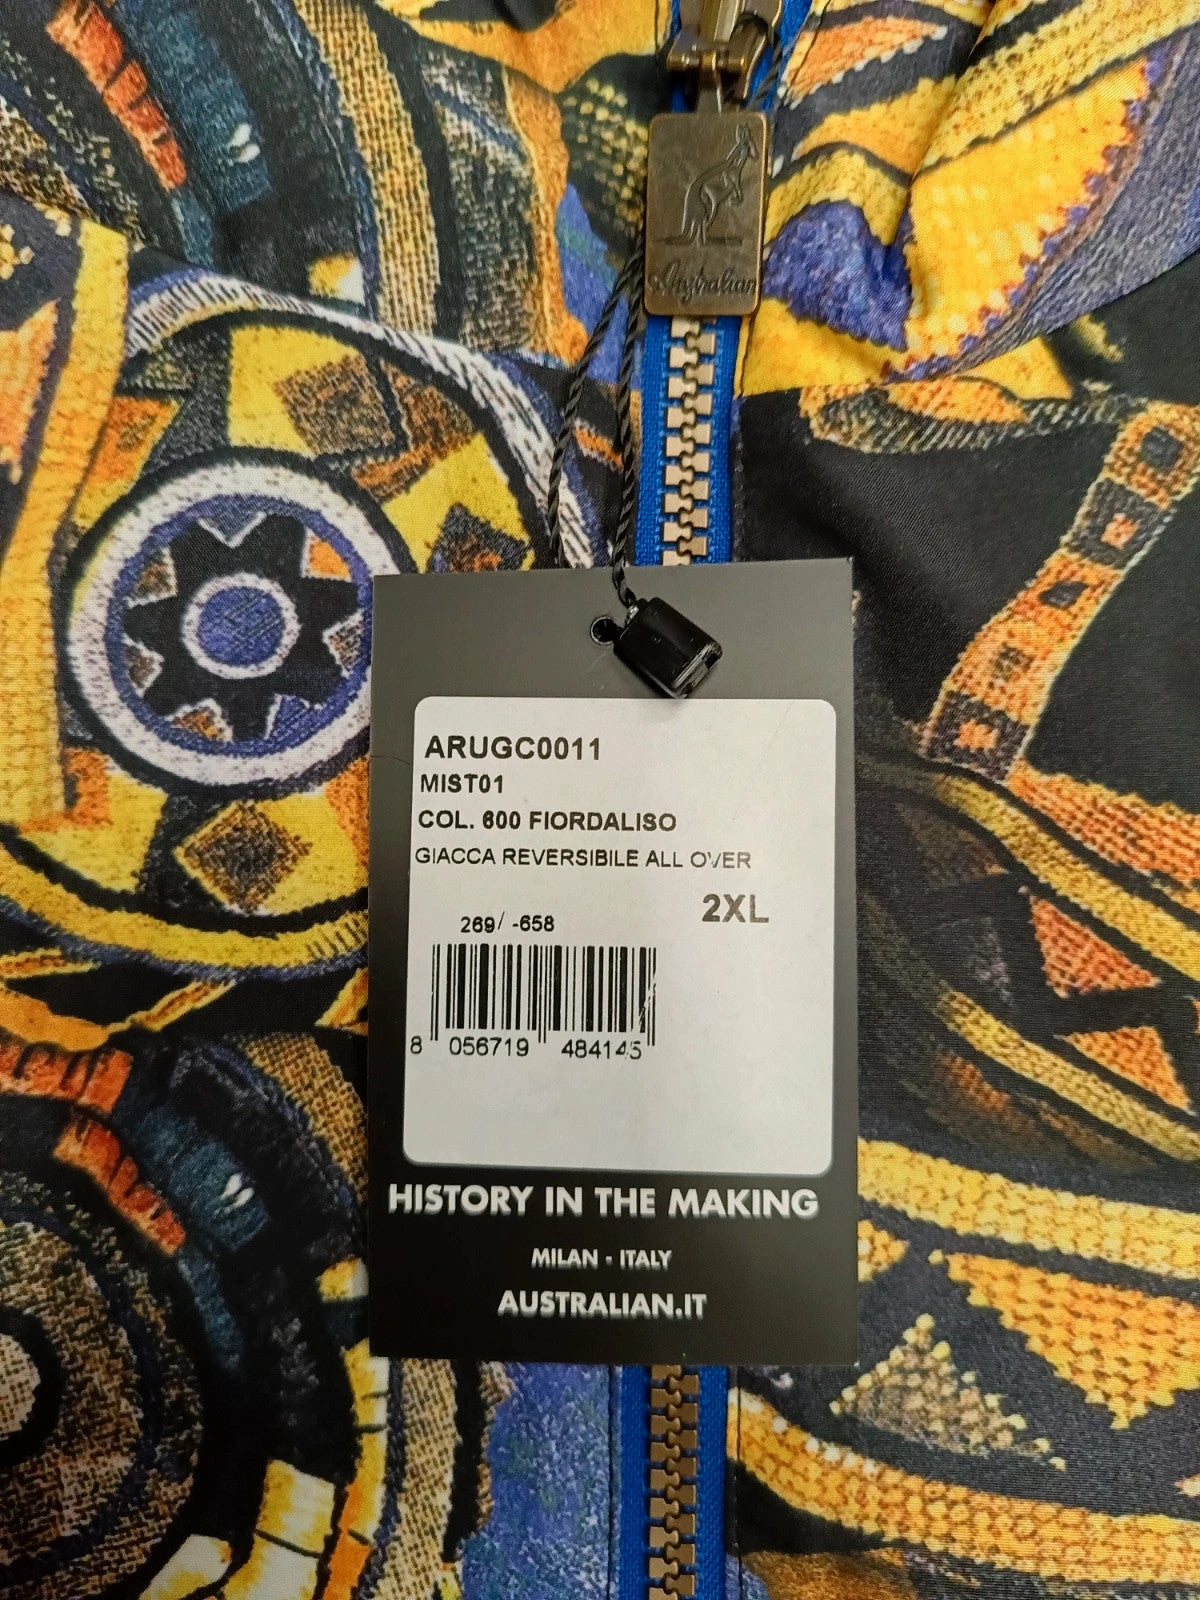 Australian
ARUGC0011
MIST01
COL. 600 FIORDALISO
GIACCA REVERSIBILE ALL OVER
2XL
269/ -658
8 056719 484145
HISTORY IN THE MAKING
MILAN - ITALY
AUSTRALIAN.IT